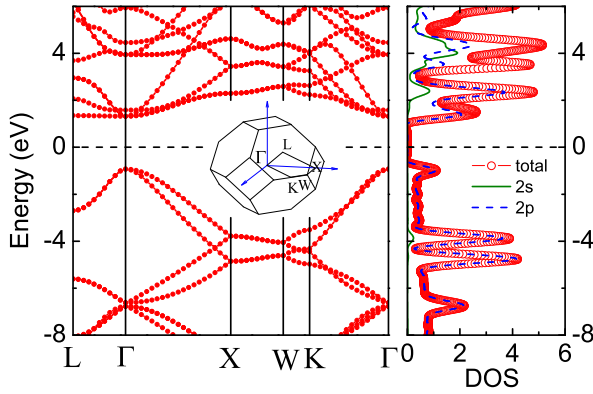 Energy (eV)
4
0
-4
-8
L Γ X W K Γ
L
Γ
X
K W
4
0
-4
-8
total
2s
2p
0 2 4 6
DOS